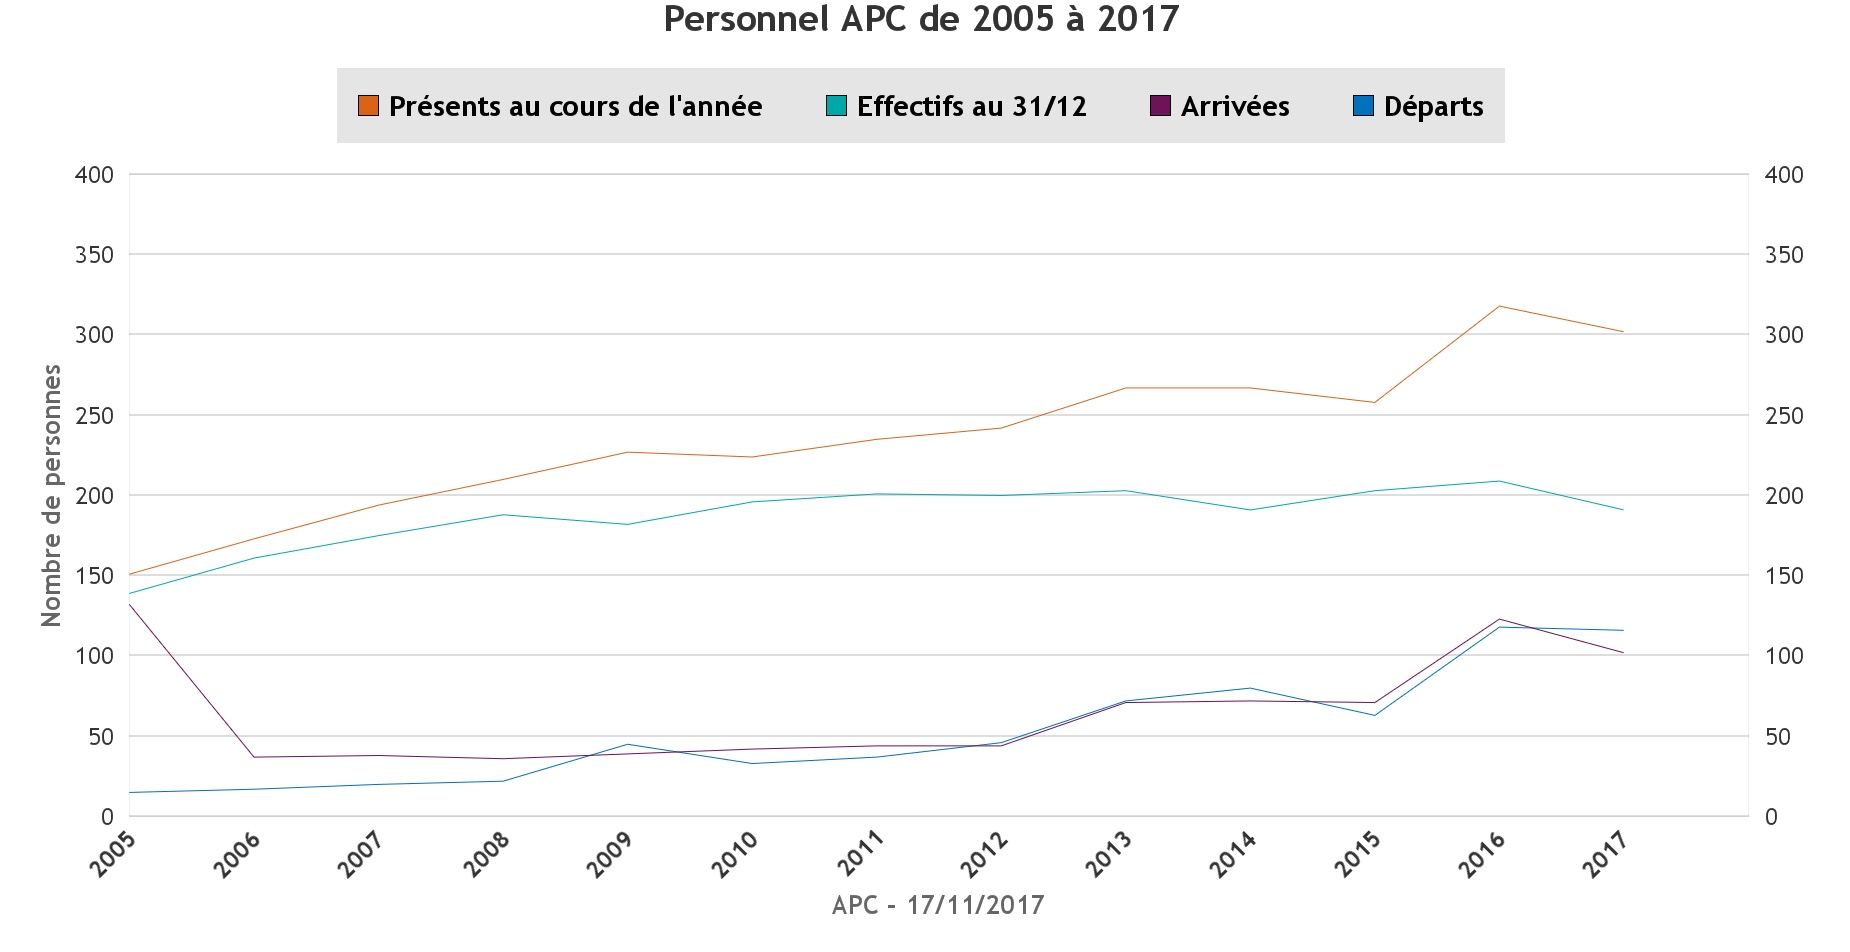 Personnel APC de 2005 à 2017
Présents au cours de l'année Effectifs au 31/12 Arrivées Départs
400 400
350 350
300 300
250 250
200 200
150 150
100 100
50 50
0 0
Nombre de personnes
2005 2006 2007 2008 2009 2010 2011 2012 2013 2014 2015 2016 2017
APC - 17/11/2017